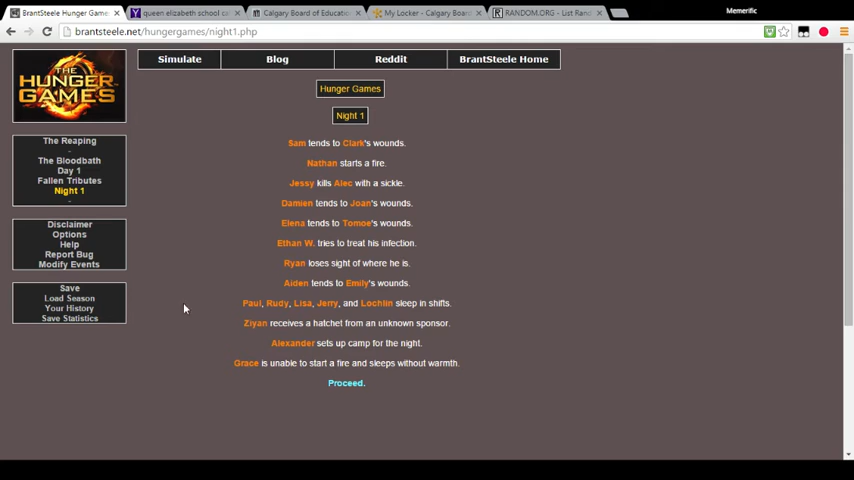 BrantSteele Hunger Game
queen elizabeth school ca
Calgary Board of Educatio
My Locker - Calgary Boar
RANDOM.ORG - List Ran
Memerific
brantsteele.net/hungergames/night1.php
THE HUNGER GAMES
Simulate Blog Reddit BrantSteele Home
Hunger Games
Night 1
The Reaping
-
The Bloodbath
Day 1
Fallen Tributes
Night 1
-
Disclaimer
Options
Help
Report Bug
Modify Events
Save
Load Season
Your History
Save Statistics
Sam tends to Clark's wounds.
Nathan starts a fire.
Jessy kills Alec with a sickle.
Damien tends to Joan's wounds.
Elena tends to Tomoe's wounds.
Ethan W. tries to treat his infection.
Ryan loses sight of where he is.
Aiden tends to Emily's wounds.
Paul, Rudy, Lisa, Jerry, and Lochlin sleep in shifts.
Ziyan receives a hatchet from an unknown sponsor.
Alexander sets up camp for the night.
Grace is unable to start a fire and sleeps without warmth.
Proceed.